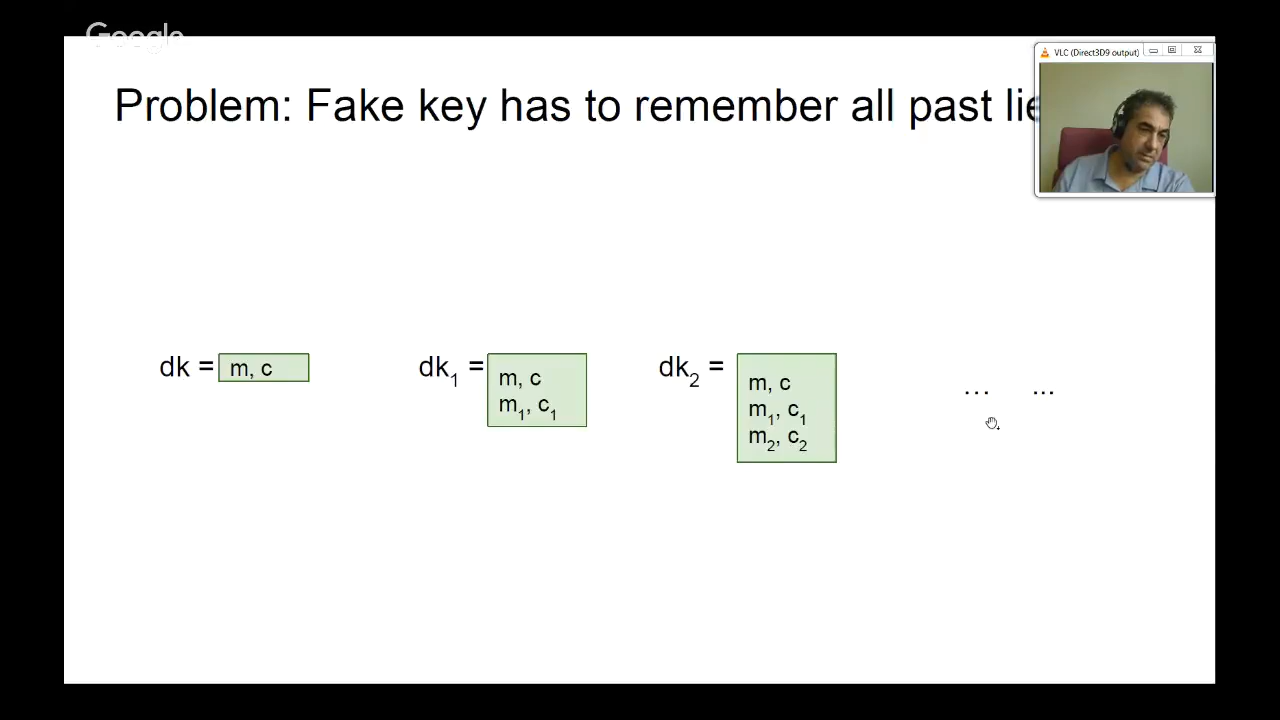 Google
VLC (Direct3D9 output)
Problem: Fake key has to remember all past lie
dk = m, c
dk1 = m, c
m1, c1
dk2 = m, c
m1, c1
m2, c2
… ...